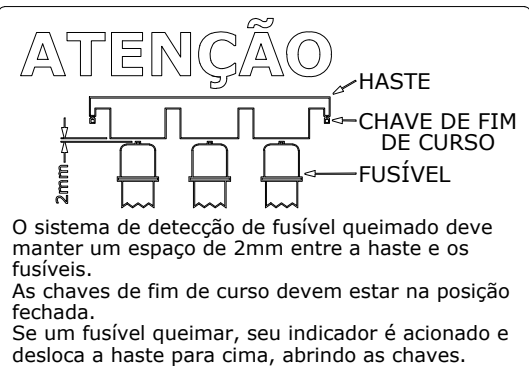 ATENÇÃO
HASTE
CHAVE DE FIM
DE CURSO
FUSÍVEL
2mm
O sistema de detecção de fusível queimado deve
manter um espaço de 2mm entre a haste e os
fusíveis.
As chaves de fim de curso devem estar na posição
fechada.
Se um fusível queimar, seu indicador é acionado e
desloca a haste para cima, abrindo as chaves.